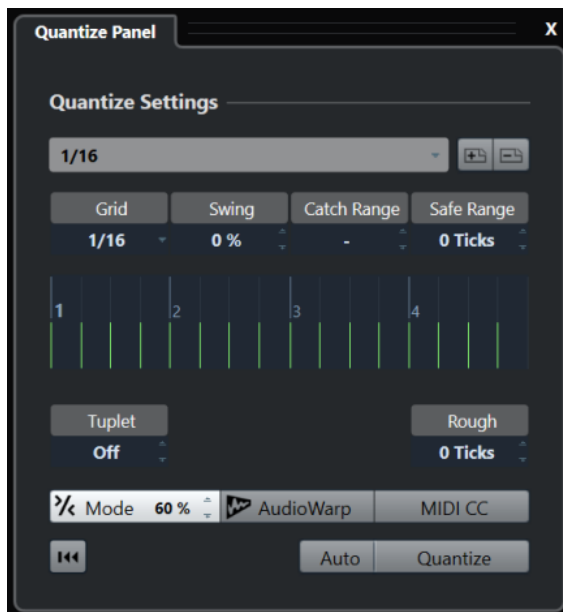 Quantize Panel X
Quantize Settings
1/16
Grid Swing Catch Range Safe Range
1/16 0 % - 0 Ticks
1 2 3 4
Tuplet Rough
Off 0 Ticks
Mode 60 % AudioWarp MIDI CC
Auto Quantize